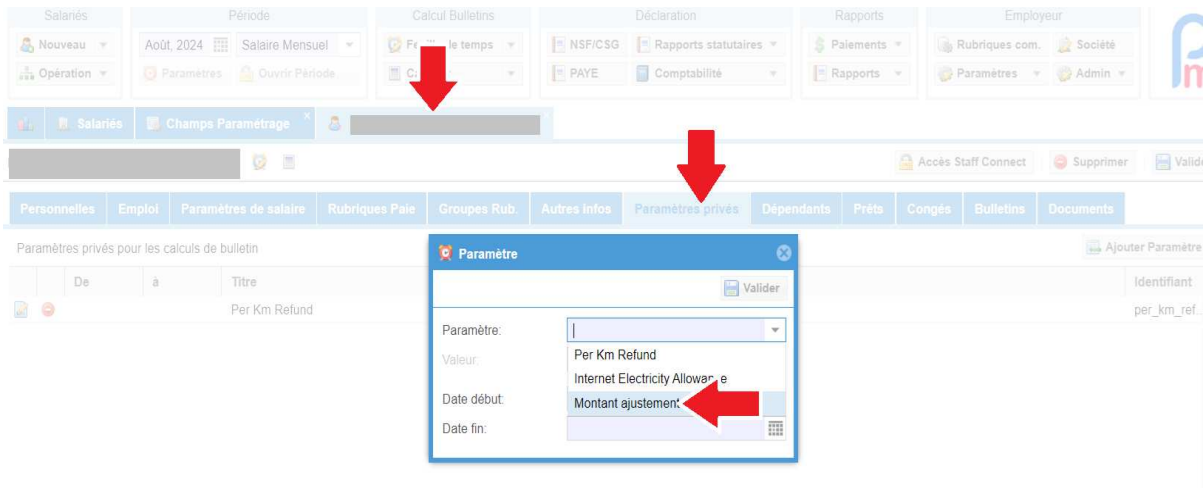 Salariés Période Calcul Bulletins Déclaration Rapports Employeur
Nouveau Août, 2024 Salaire Mensuel le temps NSF/CSG Rapports statutaires Paiements Rubriques com. Société
Opération Paramètres Ouvrir Période PAYE Comptabilité Rapports Paramètres Admin
Salariés Champs Paramétrage
Accès Staff Connect Supprimer Valide
Personnelles Emploi Paramètres de salaire Rubriques Paie Groupes Rub. Autres infos Paramètres privés Dépendants Prêts Congés Bulletins Documents
Paramètres privés pour les calculs de bulletin Ajouter Paramètre
De à Titre Identifiant
Per Km Refund per_km_ref...
Paramètre
Valider
Paramètre:
Valeur:
Per Km Refund
Internet Electricity
Date début:
Montant ajustement
Date fin: